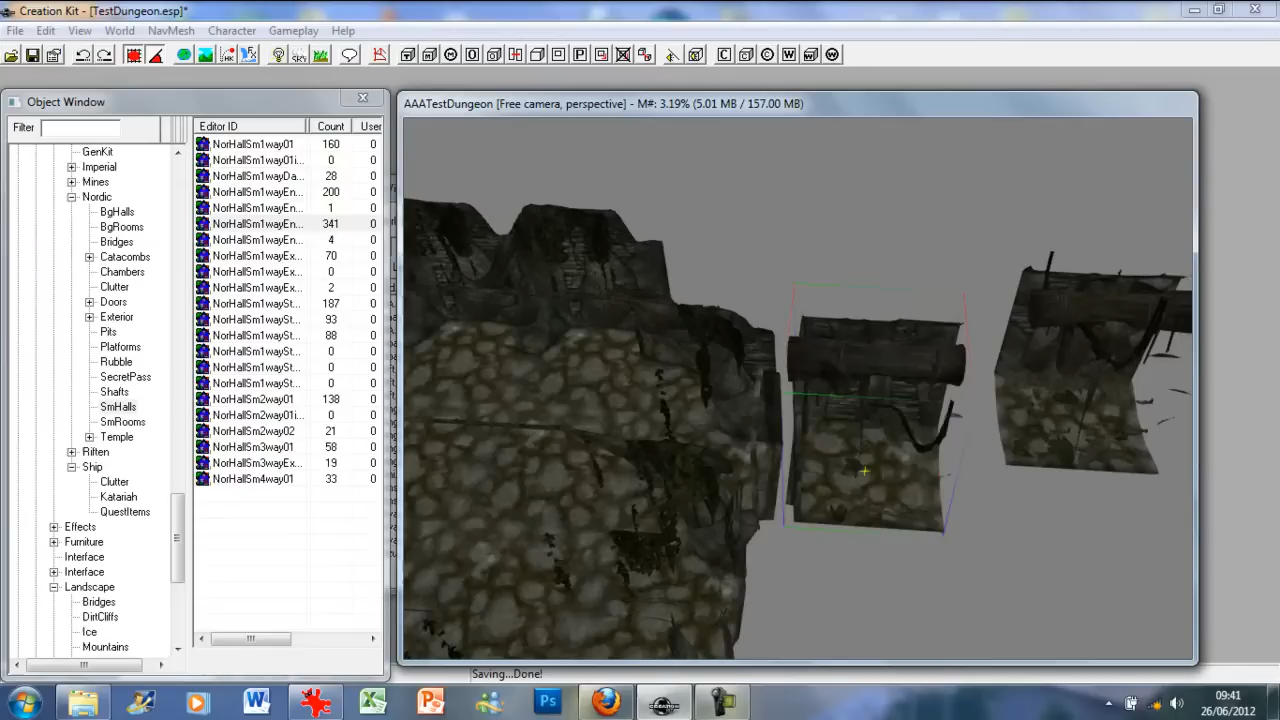 Creation Kit - [TestDungeon.esp]*
File Edit View World NavMesh Character Gameplay Help
Object Window
Filter
GenKit
Imperial
Mines
Nordic
BgHalls
BgRooms
Bridges
Catacombs
Chambers
Clutter
Doors
Exterior
Pits
Platforms
Rubble
SecretPass
Shafts
SmHalls
SmRooms
Temple
Riften
Ship
Clutter
Katariah
QuestItems
Effects
Furniture
Interface
Interface
Landscape
Bridges
DirtCliffs
Ice
Mountains
Editor ID Count User
NorHallSm1way01 160 0
NorHallSm1way01i... 0 0
NorHallSm1wayDa... 28 0
NorHallSm1wayEn... 200 0
NorHallSm1wayEn... 1 0
NorHallSm1wayEn... 341 0
NorHallSm1wayEn... 4 0
NorHallSm1wayEx... 70 0
NorHallSm1wayEx... 0 0
NorHallSm1wayEx... 2 0
NorHallSm1waySt... 187 0
NorHallSm1waySt... 93 0
NorHallSm1waySt... 88 0
NorHallSm1waySt... 0 0
NorHallSm1waySt... 0 0
NorHallSm1waySt... 0 0
NorHallSm2way01 138 0
NorHallSm2way01i... 0 0
NorHallSm2way02 21 0
NorHallSm3way01 58 0
NorHallSm3wayEx... 19 0
NorHallSm4way01 33 0
AAATestDungeon [Free camera, perspective] - M#: 3.19% (5.01 MB / 157.00 MB)
Saving...Done!
09:41
26/06/2012